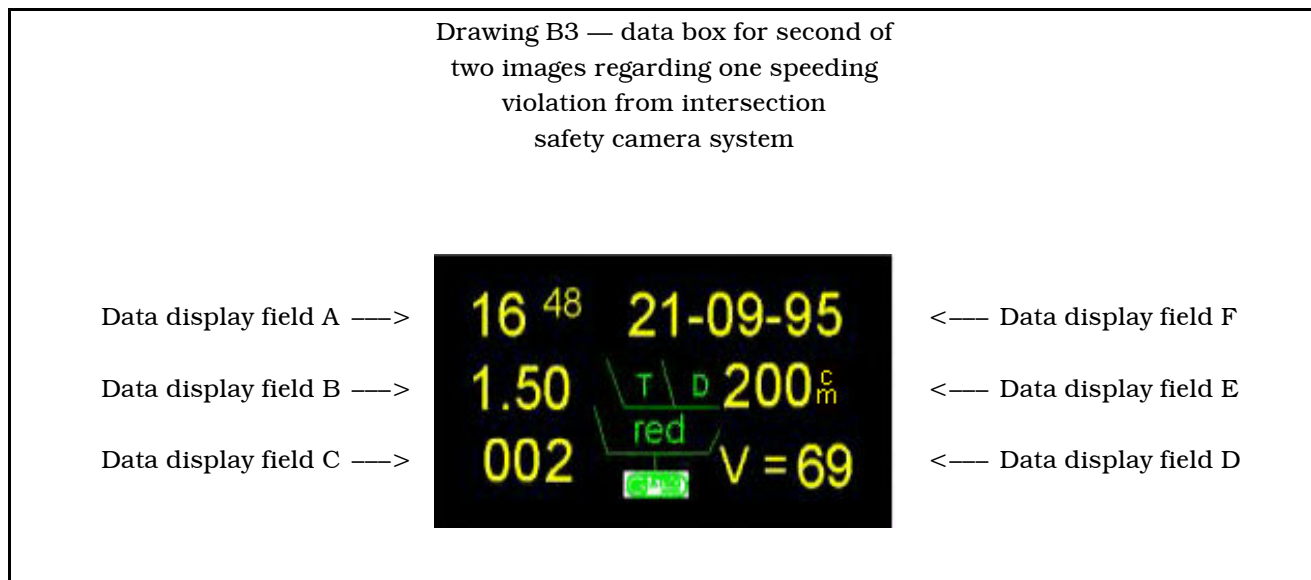 Drawing B3 — data box for second of
two images regarding one speeding
violation from intersection
safety camera system
Data display field A ––––> 16 48 21-09-95 <–––– Data display field F
Data display field B ––––> 1.50 T D 200 cm <–––– Data display field E
red
Data display field C ––––> 002 V = 69 <–––– Data display field D